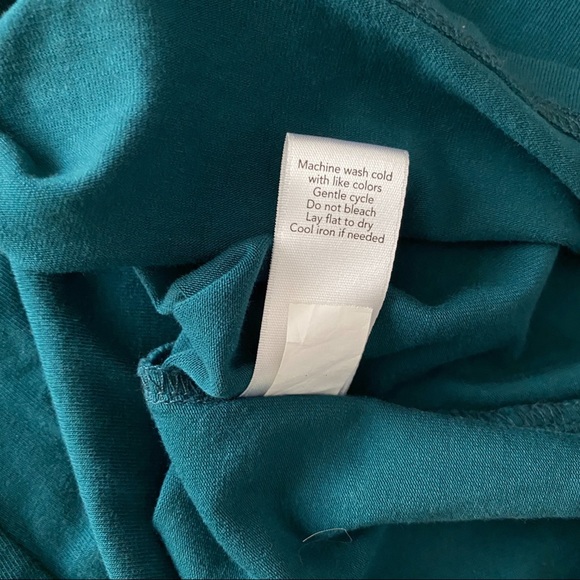 Machine wash cold
with like colors
Gentle cycle
Do not bleach
Lay flat to dry
Cool iron if needed